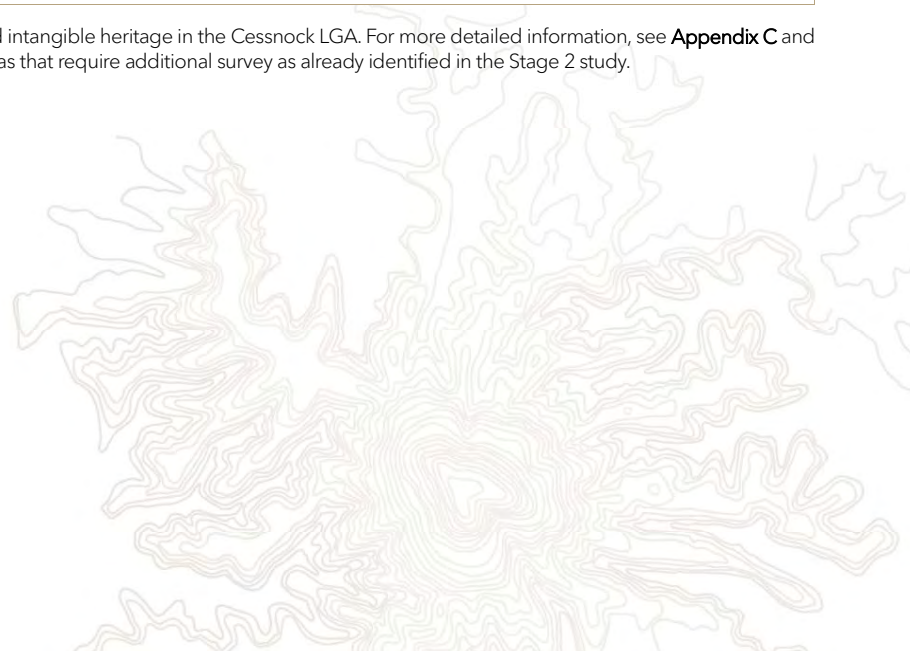 intangible heritage in the Cessnock LGA. For more detailed information, see Appendix C and
that require additional survey as already identified in the Stage 2 study.